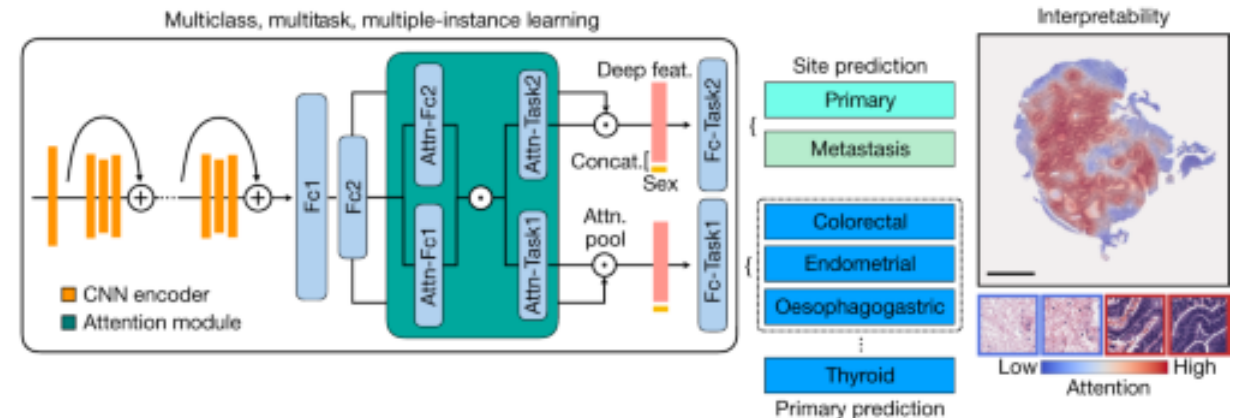 Multiclass, multitask, multiple-instance learning
Fc1
Fc2
Attn-Fc2
Attn-Fc1
Attn-Task2
Attn-Task1
Deep feat.
Concat.[
Sex
Attn.
pool
Fc-Task2
Fc-Task1
CNN encoder
Attention module
Site prediction
Primary
Metastasis
Colorectal
Endometrial
Oesophagogastric
Thyroid
Primary prediction
Interpretability
Low High
Attention